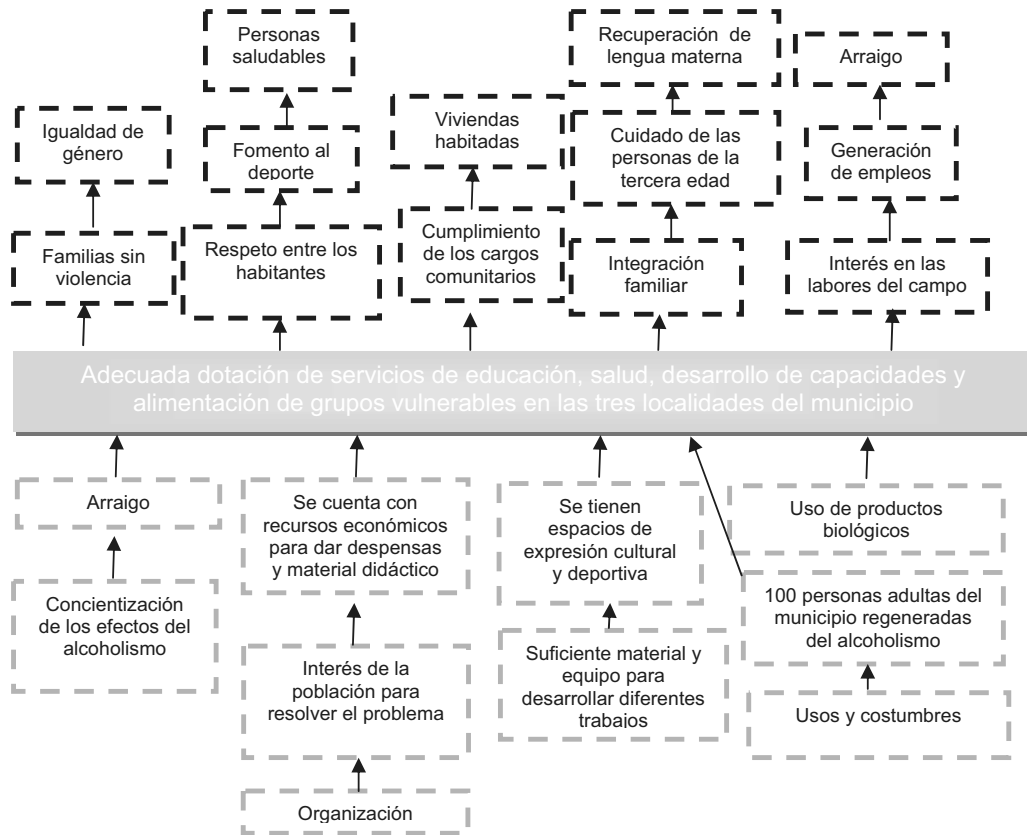 Personas
saludables
Recuperación de
lengua materna
Arraigo
Igualdad de
género
Fomento al
deporte
Viviendas
habitadas
Cuidado de las
personas de la
tercera edad
Generación
de empleos
Familias sin
violencia
Respeto entre los
habitantes
Cumplimiento
de los cargos
comunitarios
Integración
familiar
Interés en las
labores del campo
Adecuada dotación de servicios de educación, salud, desarrollo de capacidades y
alimentación de grupos vulnerables en las tres localidades del municipio
Arraigo
Se cuenta con
recursos económicos
para dar despensas
y material didáctico
Se tienen
espacios de
expresión cultural
y deportiva
Uso de productos
biológicos
Concientización
de los efectos del
alcoholismo
100 personas adultas del
municipio regeneradas
del alcoholismo
Interés de la
población para
resolver el problema
Suficiente material y
equipo para
desarrollar diferentes
trabajos
Usos y costumbres
Organización